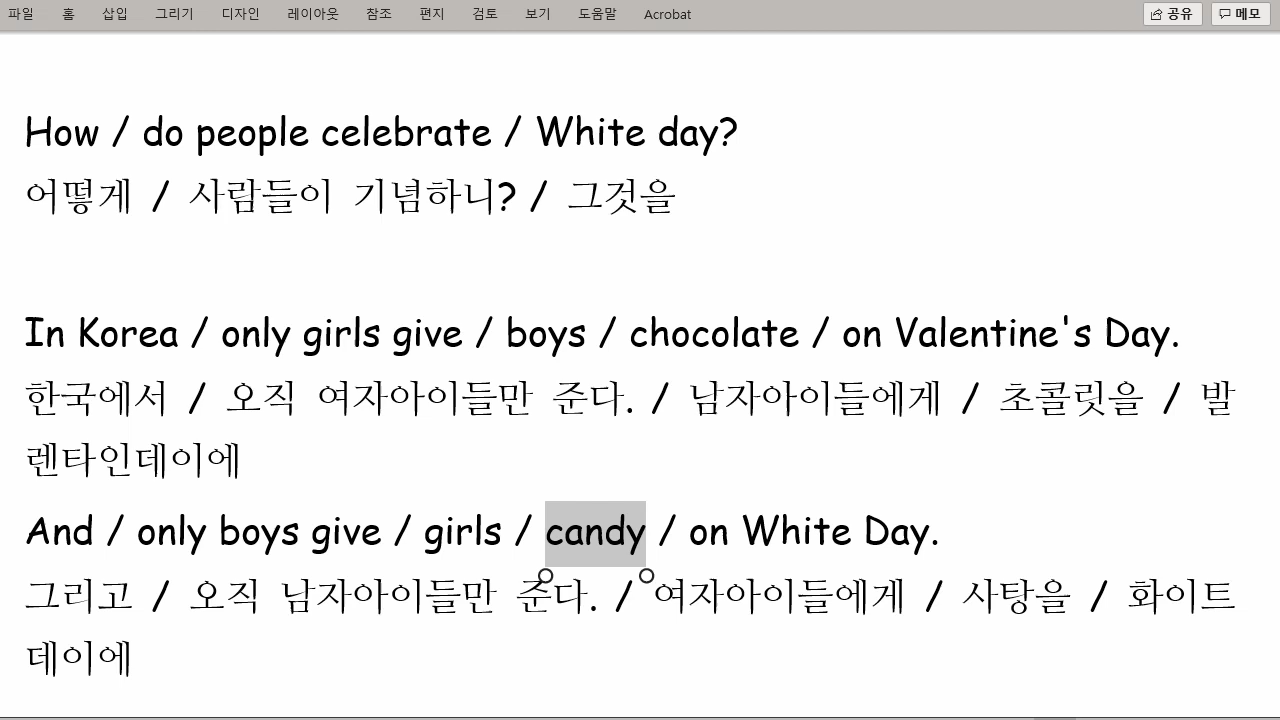 파일 홈 삽입 그리기 디자인 레이아웃 참조 편지 검토 보기 도움말 Acrobat 공유 메모
How / do people celebrate / White day?
어떻게 / 사람들이 기념하니? / 그것을
In Korea / only girls give / boys / chocolate / on Valentine's Day.
한국에서 / 오직 여자아이들만 준다. / 남자아이들에게 / 초콜릿을 / 발
렌타인데이에
And / only boys give / girls / candy / on White Day.
그리고 / 오직 남자아이들만 준다. / 여자아이들에게 / 사탕을 / 화이트
데이에